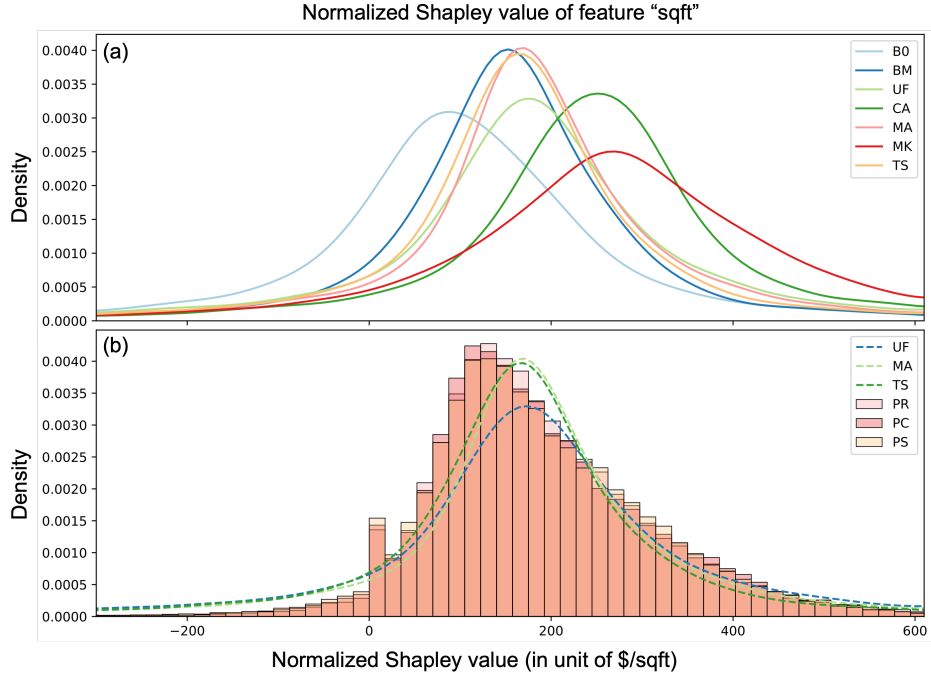 Normalized Shapley value of feature “sqft”
(a)
Density
0.0040
0.0035
0.0030
0.0025
0.0020
0.0015
0.0010
0.0005
0.0000
B0
BM
UF
CA
MA
MK
TS
(b)
Density
0.0040
0.0035
0.0030
0.0025
0.0020
0.0015
0.0010
0.0005
0.0000
UF
MA
TS
PR
PC
PS
−200 0 200 400 600
Normalized Shapley value (in unit of $/sqft)